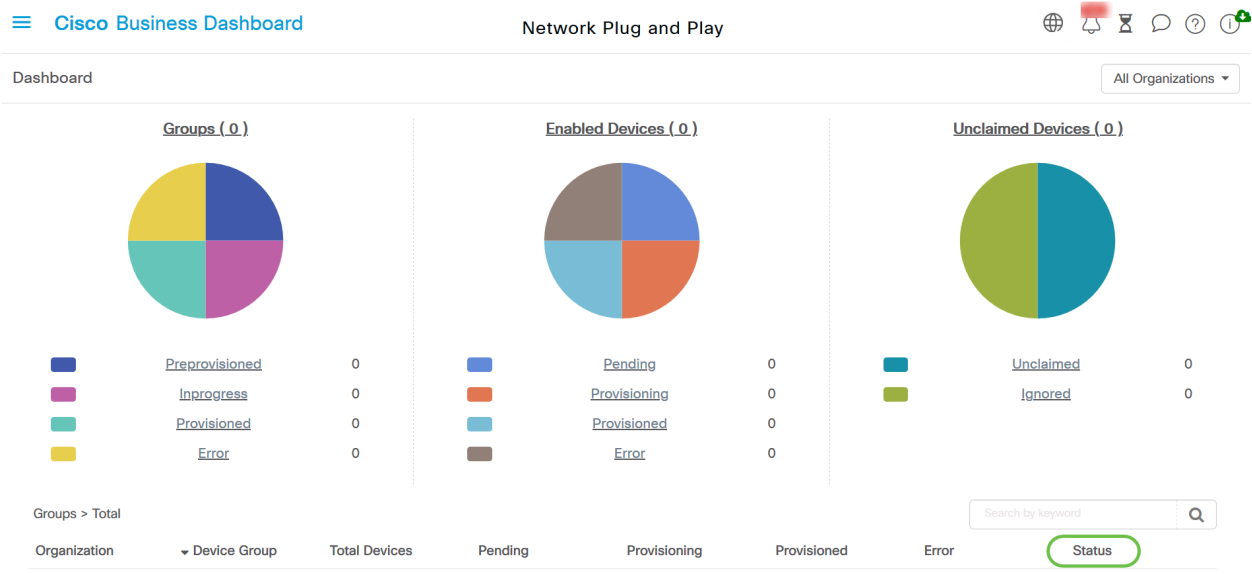 Cisco Business Dashboard
Network Plug and Play
Dashboard
All Organizations
Groups ( 0 )
Enabled Devices ( 0 )
Unclaimed Devices ( 0 )
Preprovisioned 0
Inprogress 0
Provisioned 0
Error 0
Pending 0
Provisioning 0
Provisioned 0
Error 0
Unclaimed 0
Ignored 0
Groups > Total
Search by keyword
Organization Device Group Total Devices Pending Provisioning Provisioned Error Status